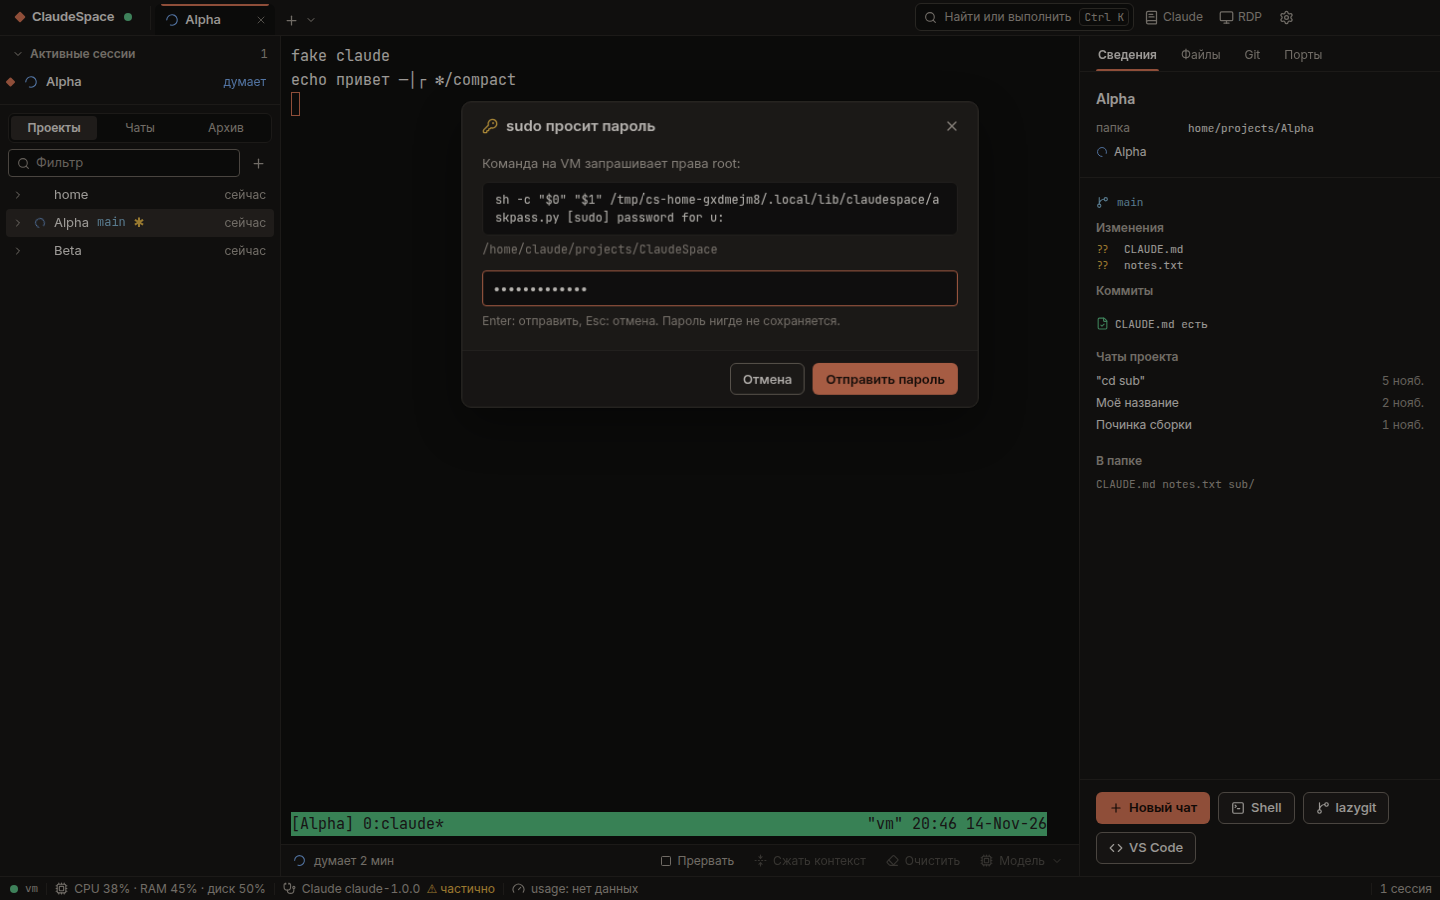 ClaudeSpace
Alpha
Найти или выполнить Ctrl K
Claude
RDP
Активные сессии 1
Alpha думает
Проекты Чаты Архив
Фильтр
home сейчас
Alpha main ✱ сейчас
Beta сейчас
fake claude
echo привет ─│┌ ✻/compact
sudo просит пароль
Команда на VM запрашивает права root:
sh -c "$0" "$1" /tmp/cs-home-gxdmejm8/.local/lib/claudespace/a
skpass.py [sudo] password for u:
/home/claude/projects/ClaudeSpace
•••••••••••••
Enter: отправить, Esc: отмена. Пароль нигде не сохраняется.
Отмена Отправить пароль
[Alpha] 0:claude* "vm" 20:46 14-Nov-26
думает 2 мин Прервать Сжать контекст Очистить Модель
Сведения Файлы Git Порты
Alpha
папка home/projects/Alpha
Alpha
main
Изменения
?? CLAUDE.md
?? notes.txt
Коммиты
CLAUDE.md есть
Чаты проекта
"cd sub" 5 нояб.
Моё название 2 нояб.
Починка сборки 1 нояб.
В папке
CLAUDE.md notes.txt sub/
Новый чат Shell lazygit
VS Code
vm CPU 38% · RAM 45% · диск 50% Claude claude-1.0.0 ⚠ частично usage: нет данных 1 сессия